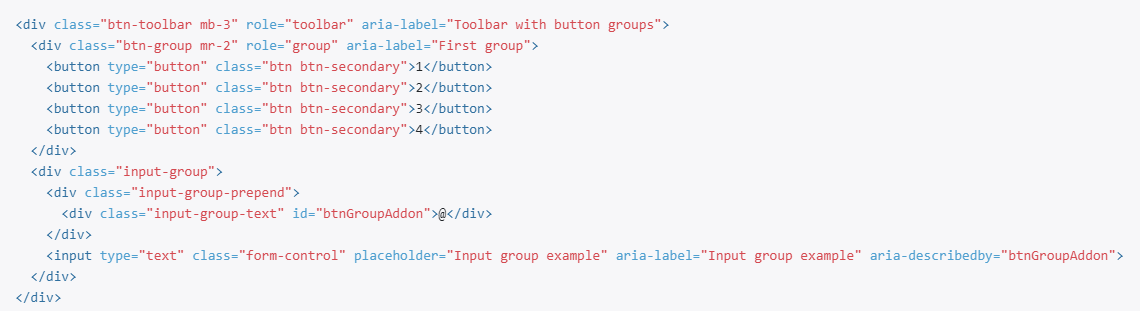 <div class="btn-toolbar mb-3" role="toolbar" aria-label="Toolbar with button groups">
  <div class="btn-group mr-2" role="group" aria-label="First group">
    <button type="button" class="btn btn-secondary">1</button>
    <button type="button" class="btn btn-secondary">2</button>
    <button type="button" class="btn btn-secondary">3</button>
    <button type="button" class="btn btn-secondary">4</button>
  </div>
  <div class="input-group">
    <div class="input-group-prepend">
      <div class="input-group-text" id="btnGroupAddon">@</div>
    </div>
    <input type="text" class="form-control" placeholder="Input group example" aria-label="Input group example" aria-describedby="btnGroupAddon">
  </div>
</div>